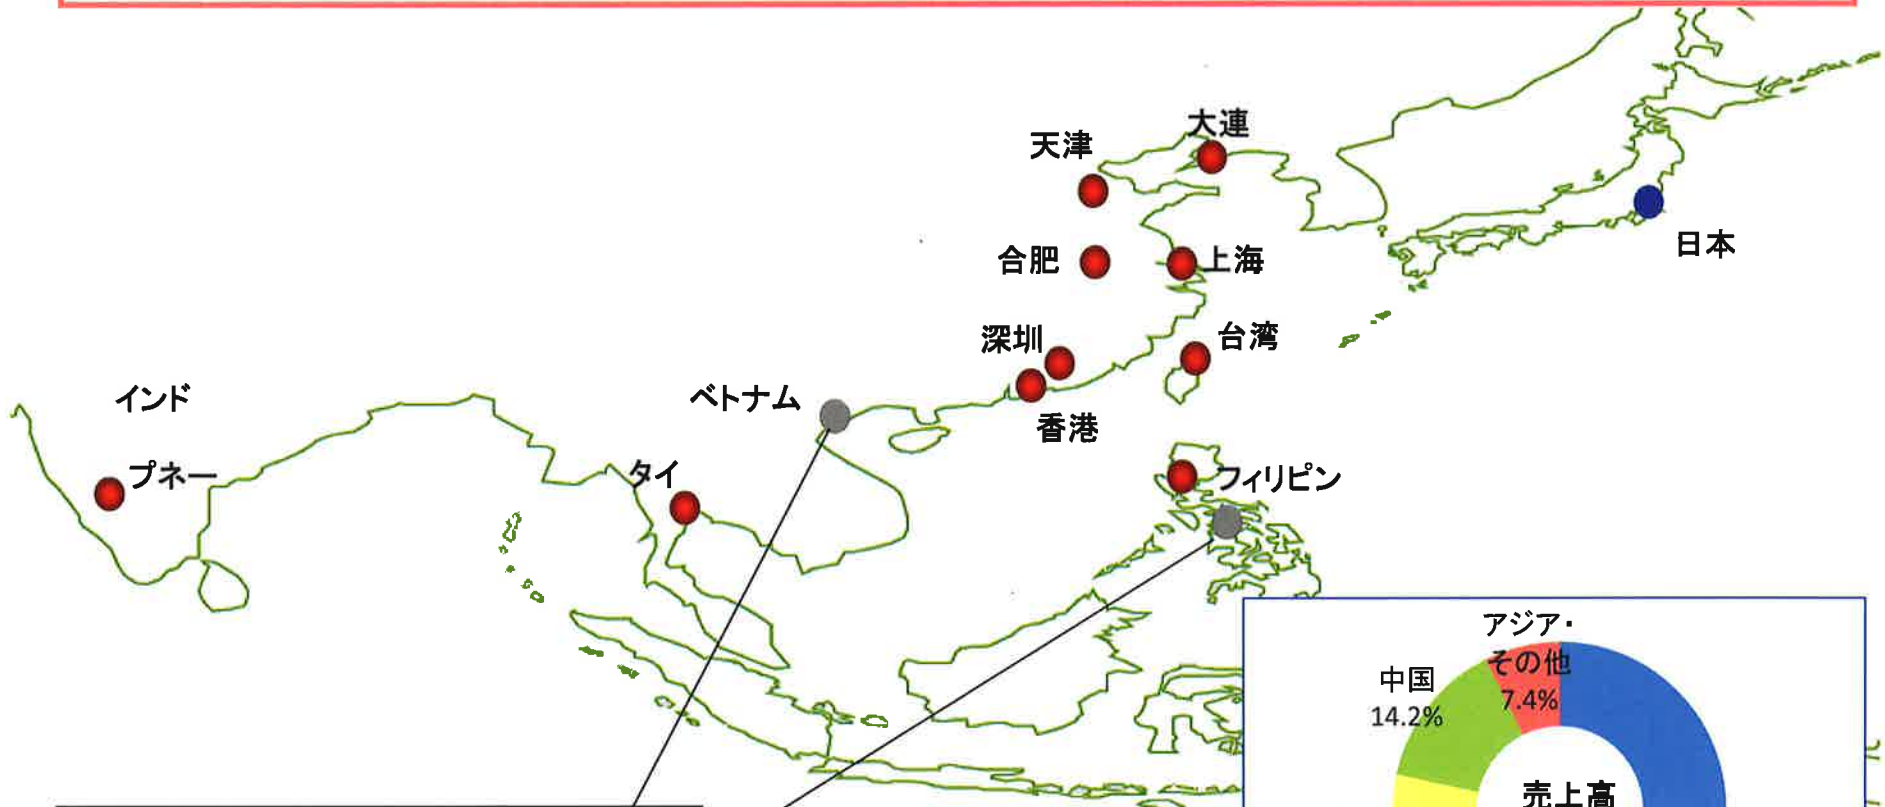 大連
天津
日本
合肥
上海
深圳
台湾
インド
ベトナム
香港
プネー
タイ
フィリピン
アジア・
その他
7.4%
中国
14.2%
売上高